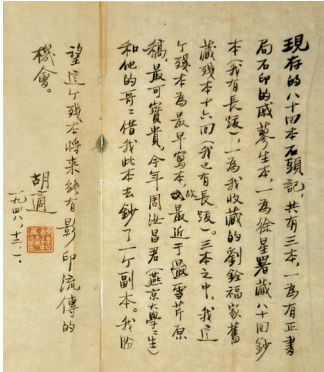 現存的八十回本石頭記，共有三本，一為有正書
局石印的戚蓼生本，一為徐星署藏八十回鈔
本（我有長跋），一為我收藏的劉銓福家舊
藏殘本十六回（我也有長跋）。三本之中，我這
个殘本為最早寫本，故最近于雪芹原
稿，最可寶貴。今年周汝昌君（燕京大學學生）
和他的哥哥借我此本去鈔了一个副本。我盼
望這个殘本將来能有影印流傳的
機會。
胡適
一九四八，十二，一